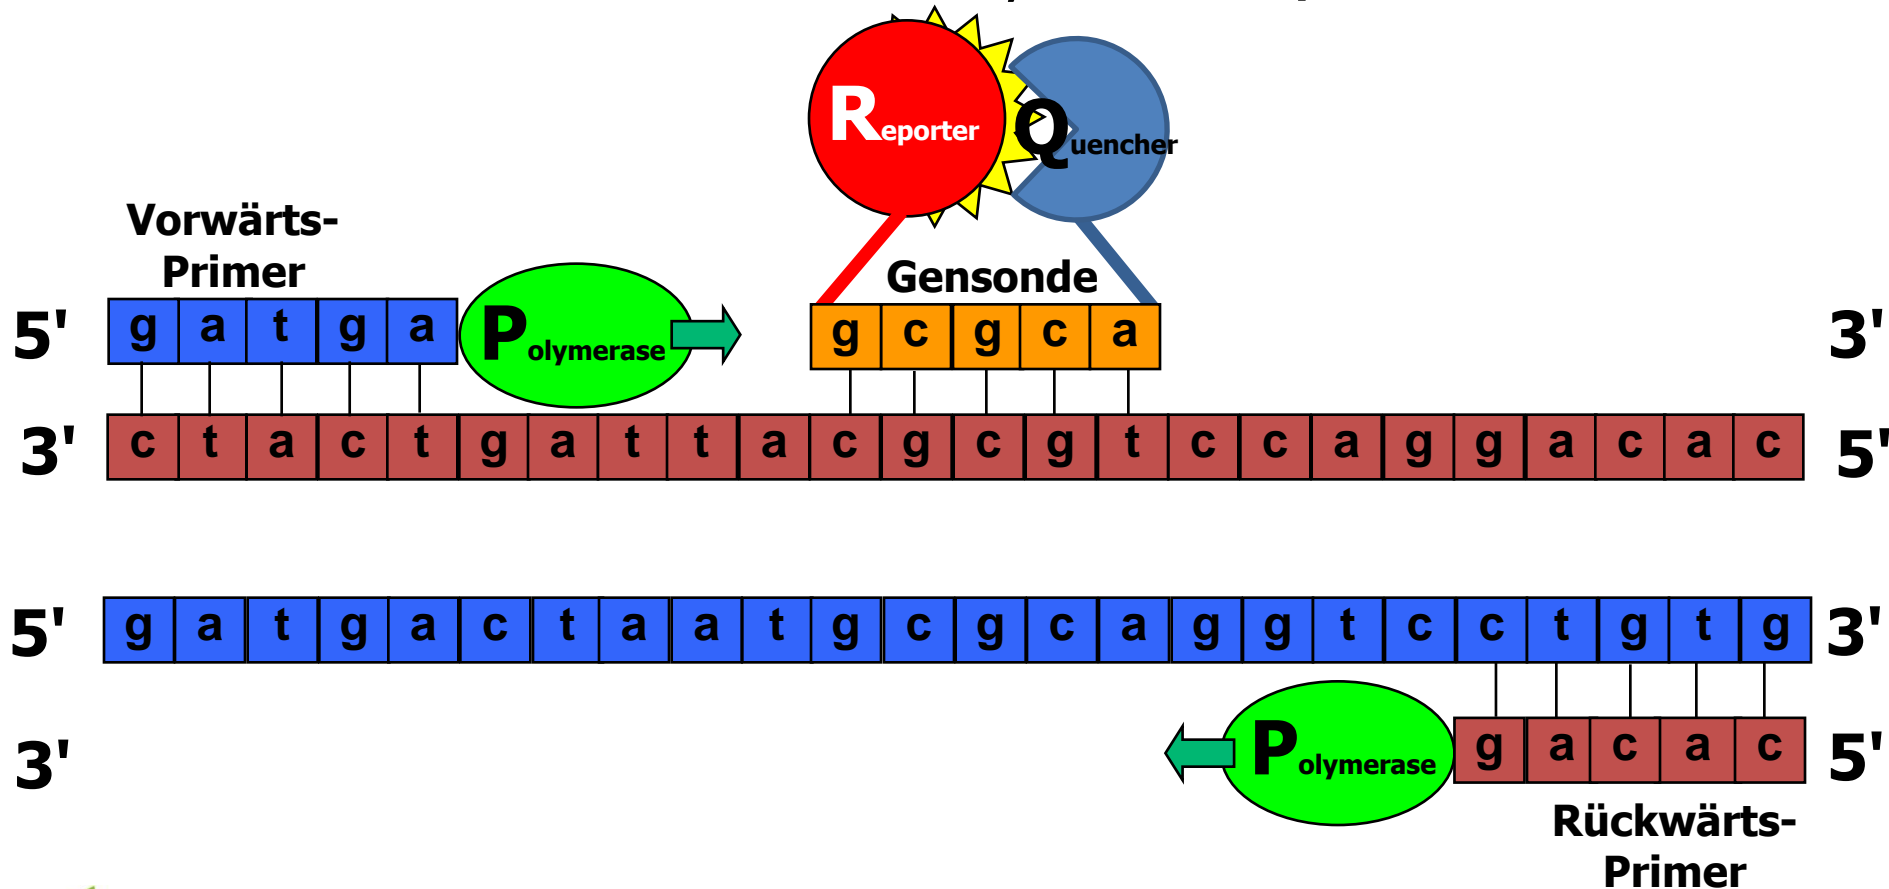 Reporter
Quencher
Vorwärts-
Primer
Gensonde
5' g a t g a Polymerase g c g c a 3'
3' c t a c t g a t t a c g c g t c c a g g a c a c 5'
5' g a t g a c t a a t g c g c a g g t c c t g t g 3'
3' Polymerase g a c a c 5'
Rückwärts-
Primer